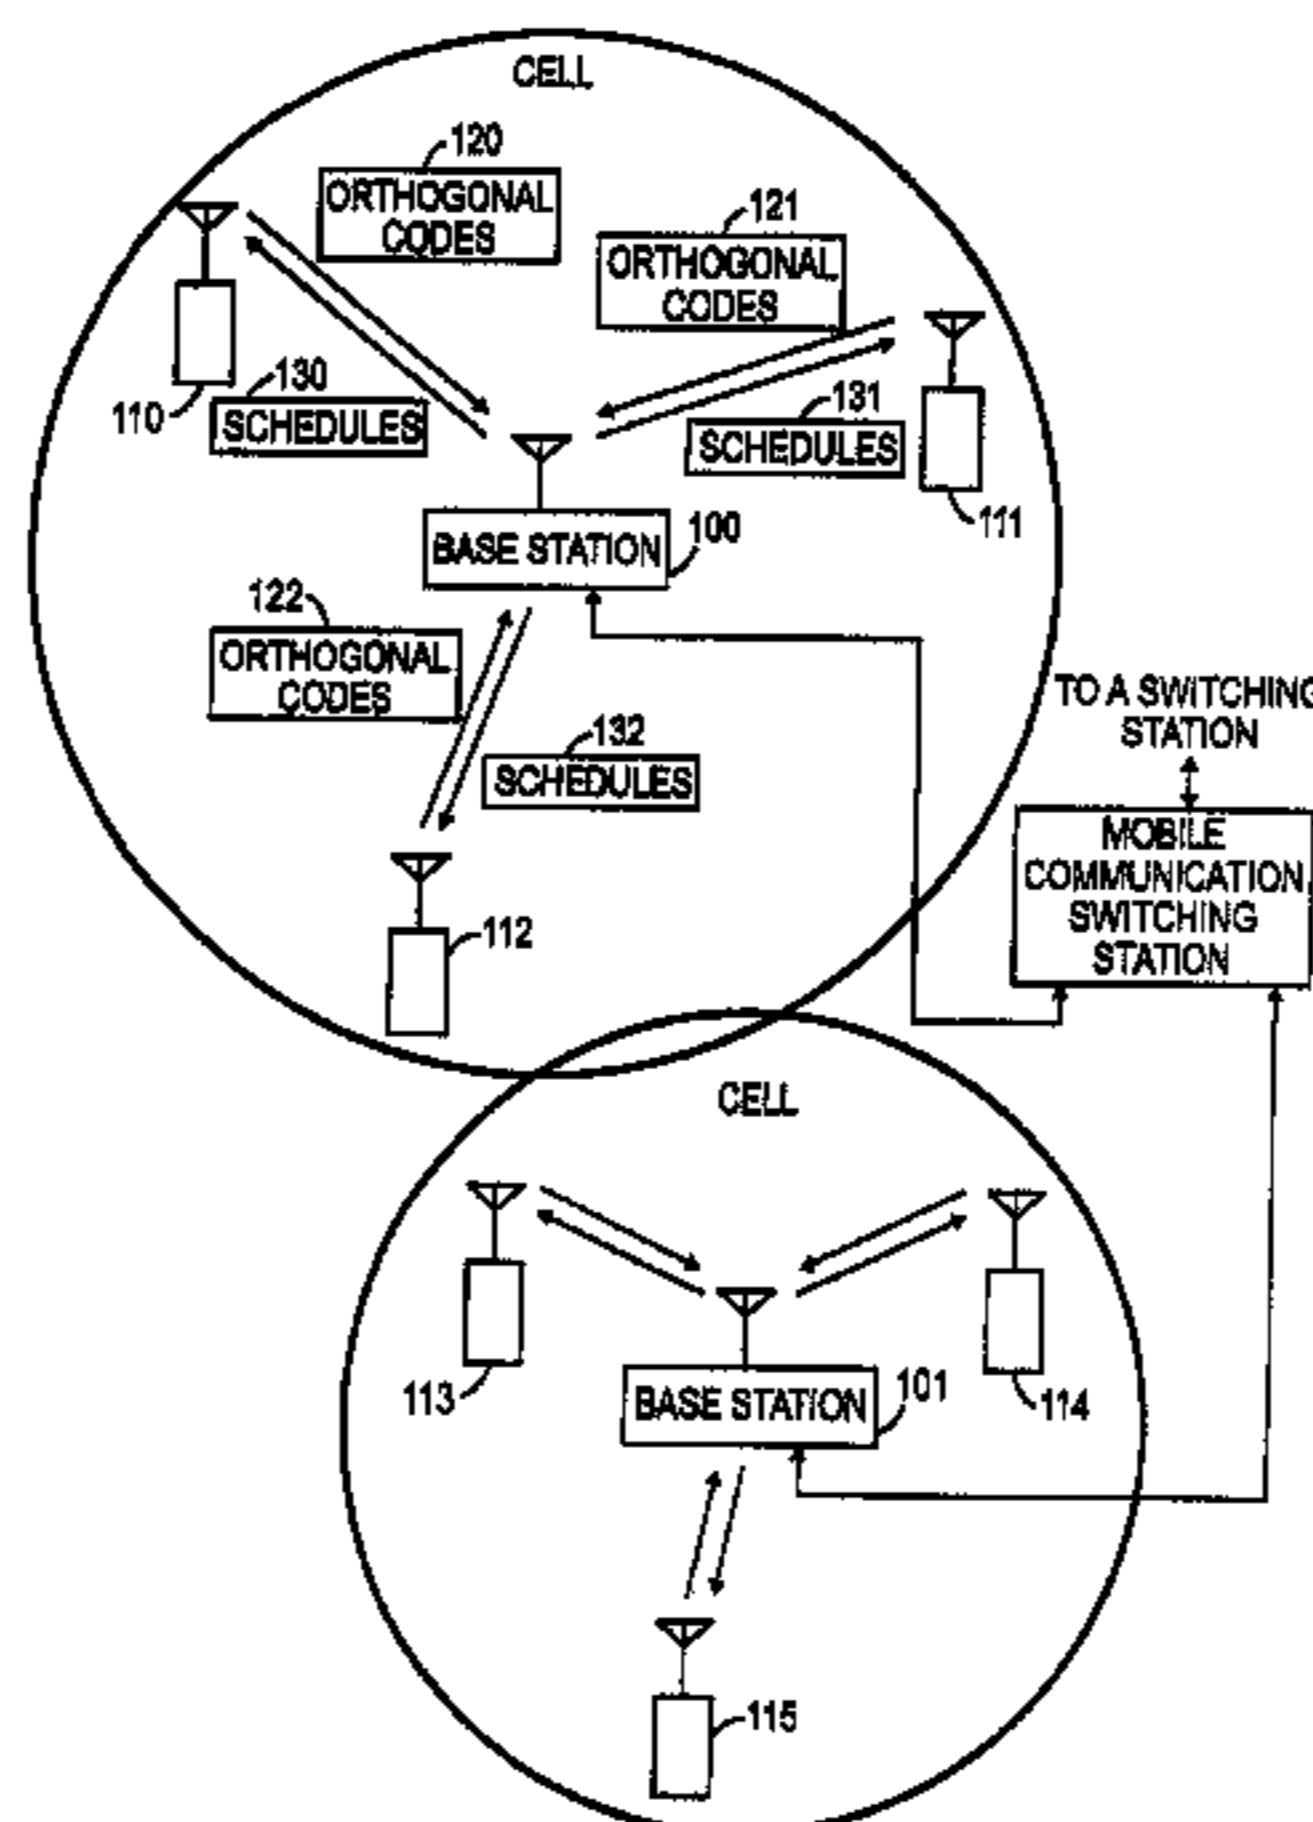 CELL
120
ORTHOGONAL
CODES
121
ORTHOGONAL
CODES
130
110
SCHEDULES
131
SCHEDULES
111
BASE STATION
100
122
ORTHOGONAL
CODES
132
SCHEDULES
112
TO A SWITCHING
STATION
MOBILE
COMMUNICATION
SWITCHING
STATION
CELL
113
BASE STATION
101
114
115